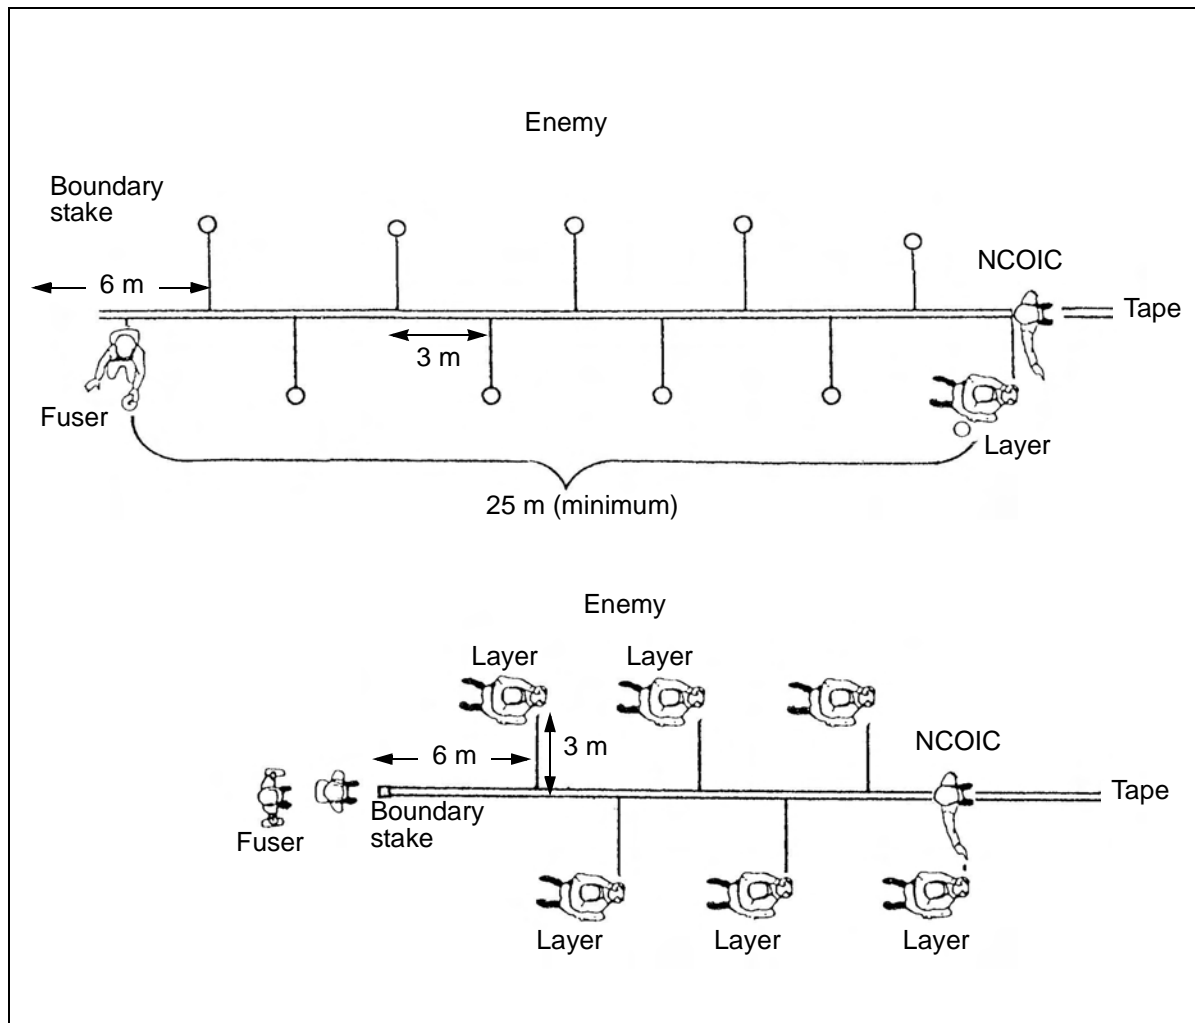 Enemy
Boundary
stake
NCOIC
6 m
Tape
3 m
Fuser
Layer
25 m (minimum)
Enemy
Layer
Layer
NCOIC
3 m
6 m
Tape
Boundary
stake
Fuser
Layer
Layer
Layer